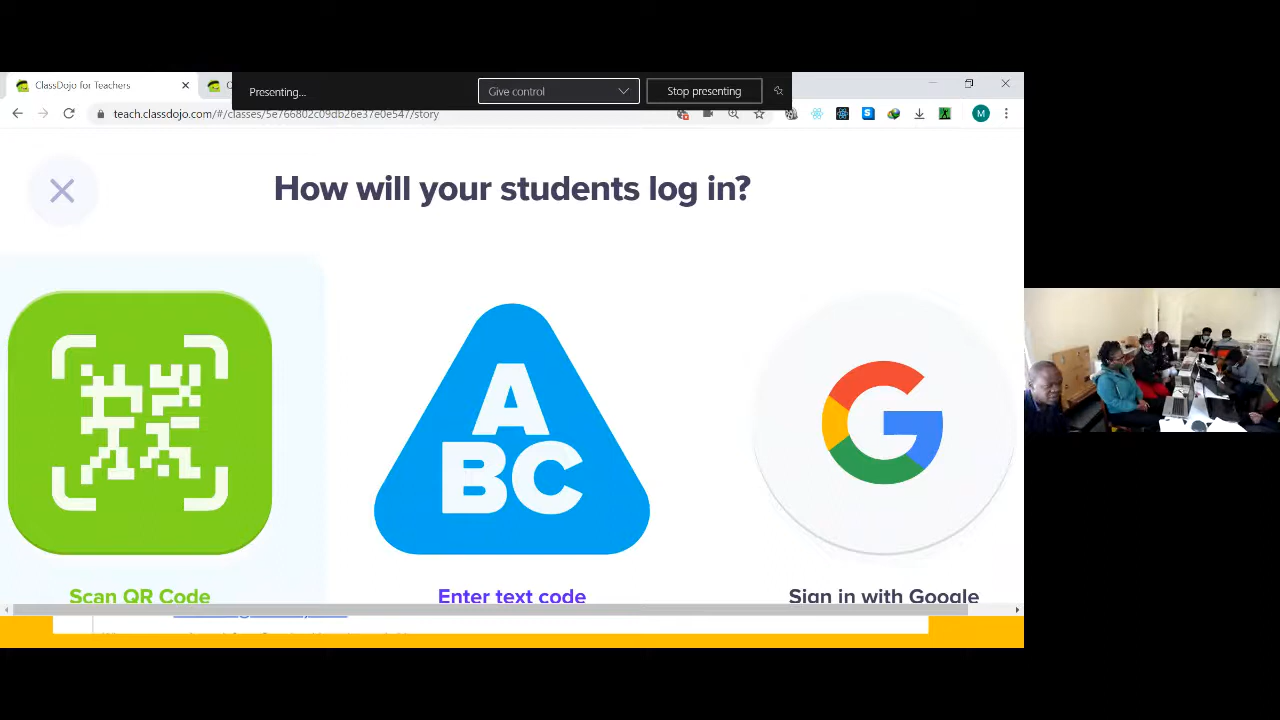 ClassDojo for Teachers
Presenting...
Give control
Stop presenting
teach.classdojo.com/#/classes/5e766802c09db26e37e0e547/story
M
How will your students log in?
A
BC
G
Scan QR Code
Enter text code
Sign in with Google